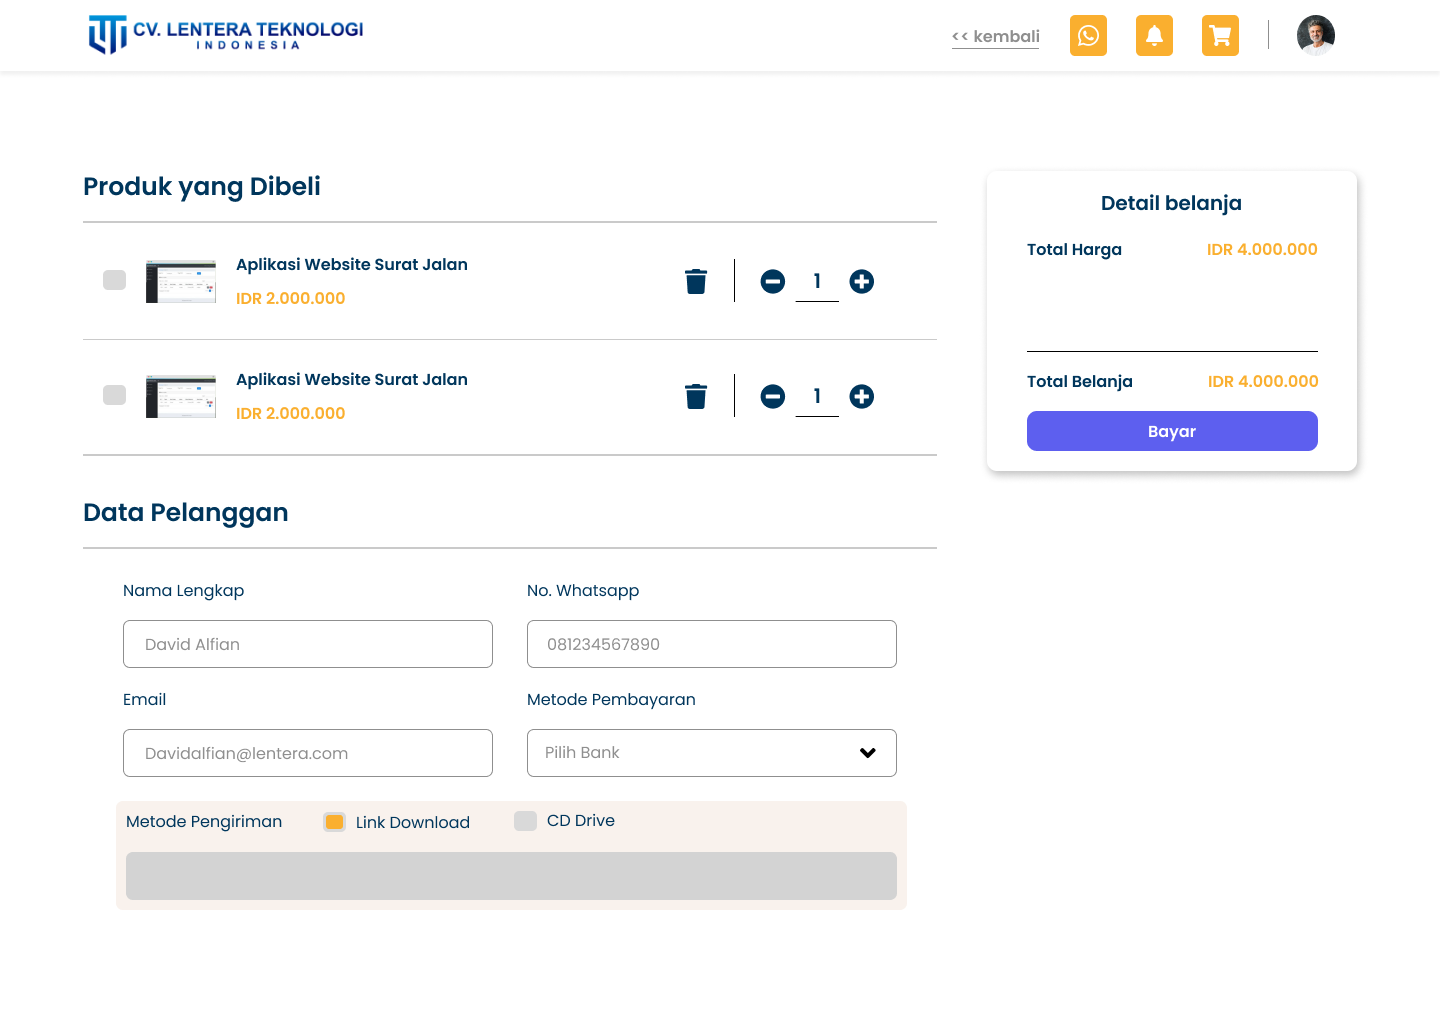 CV. LENTERA TEKNOLOGI
INDONESIA
<< kembali
Produk yang Dibeli
Aplikasi Website Surat Jalan
IDR 2.000.000
1
Aplikasi Website Surat Jalan
IDR 2.000.000
1
Detail belanja
Total Harga IDR 4.000.000
Total Belanja IDR 4.000.000
Bayar
Data Pelanggan
Nama Lengkap
David Alfian
No. Whatsapp
081234567890
Email
Davidalfian@lentera.com
Metode Pembayaran
Pilih Bank
Metode Pengiriman Link Download CD Drive